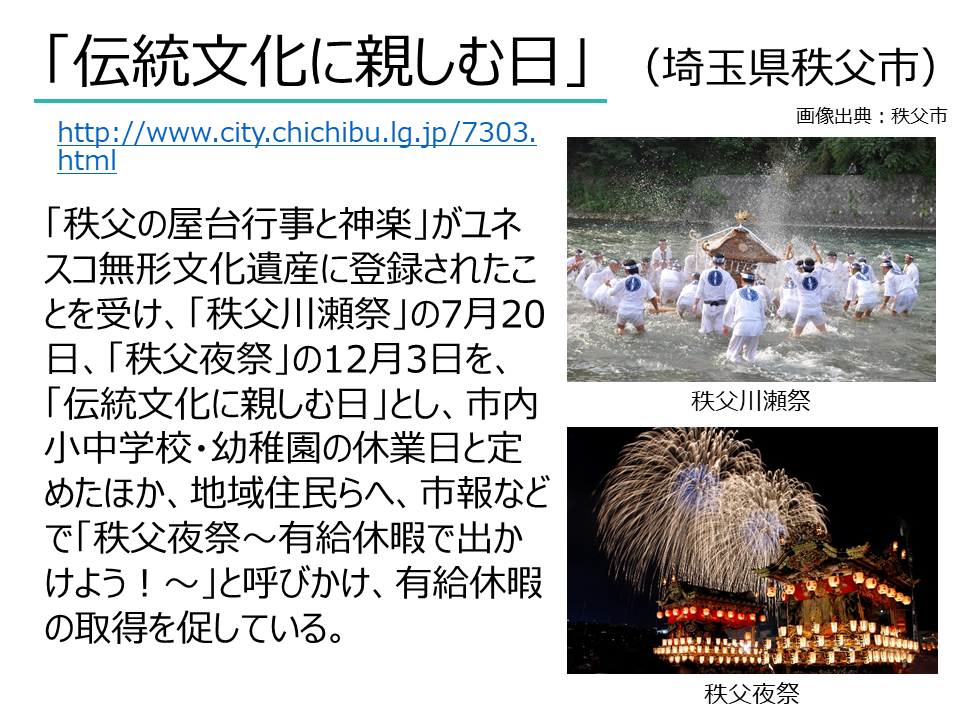 「伝統文化に親しむ日」（埼玉県秩父市）
画像出典：秩父市
http://www.city.chichibu.lg.jp/7303.
html
「秩父の屋台行事と神楽」がユネ
スコ無形文化遺産に登録されたこ
とを受け、「秩父川瀬祭」の7月20
日、「秩父夜祭」の12月3日を、
「伝統文化に親しむ日」とし、市内
小中学校・幼稚園の休業日と定
めたほか、地域住民らへ、市報など
で「秩父夜祭～有給休暇で出か
けよう！～」と呼びかけ、有給休暇
の取得を促している。
秩父川瀬祭
秩父夜祭